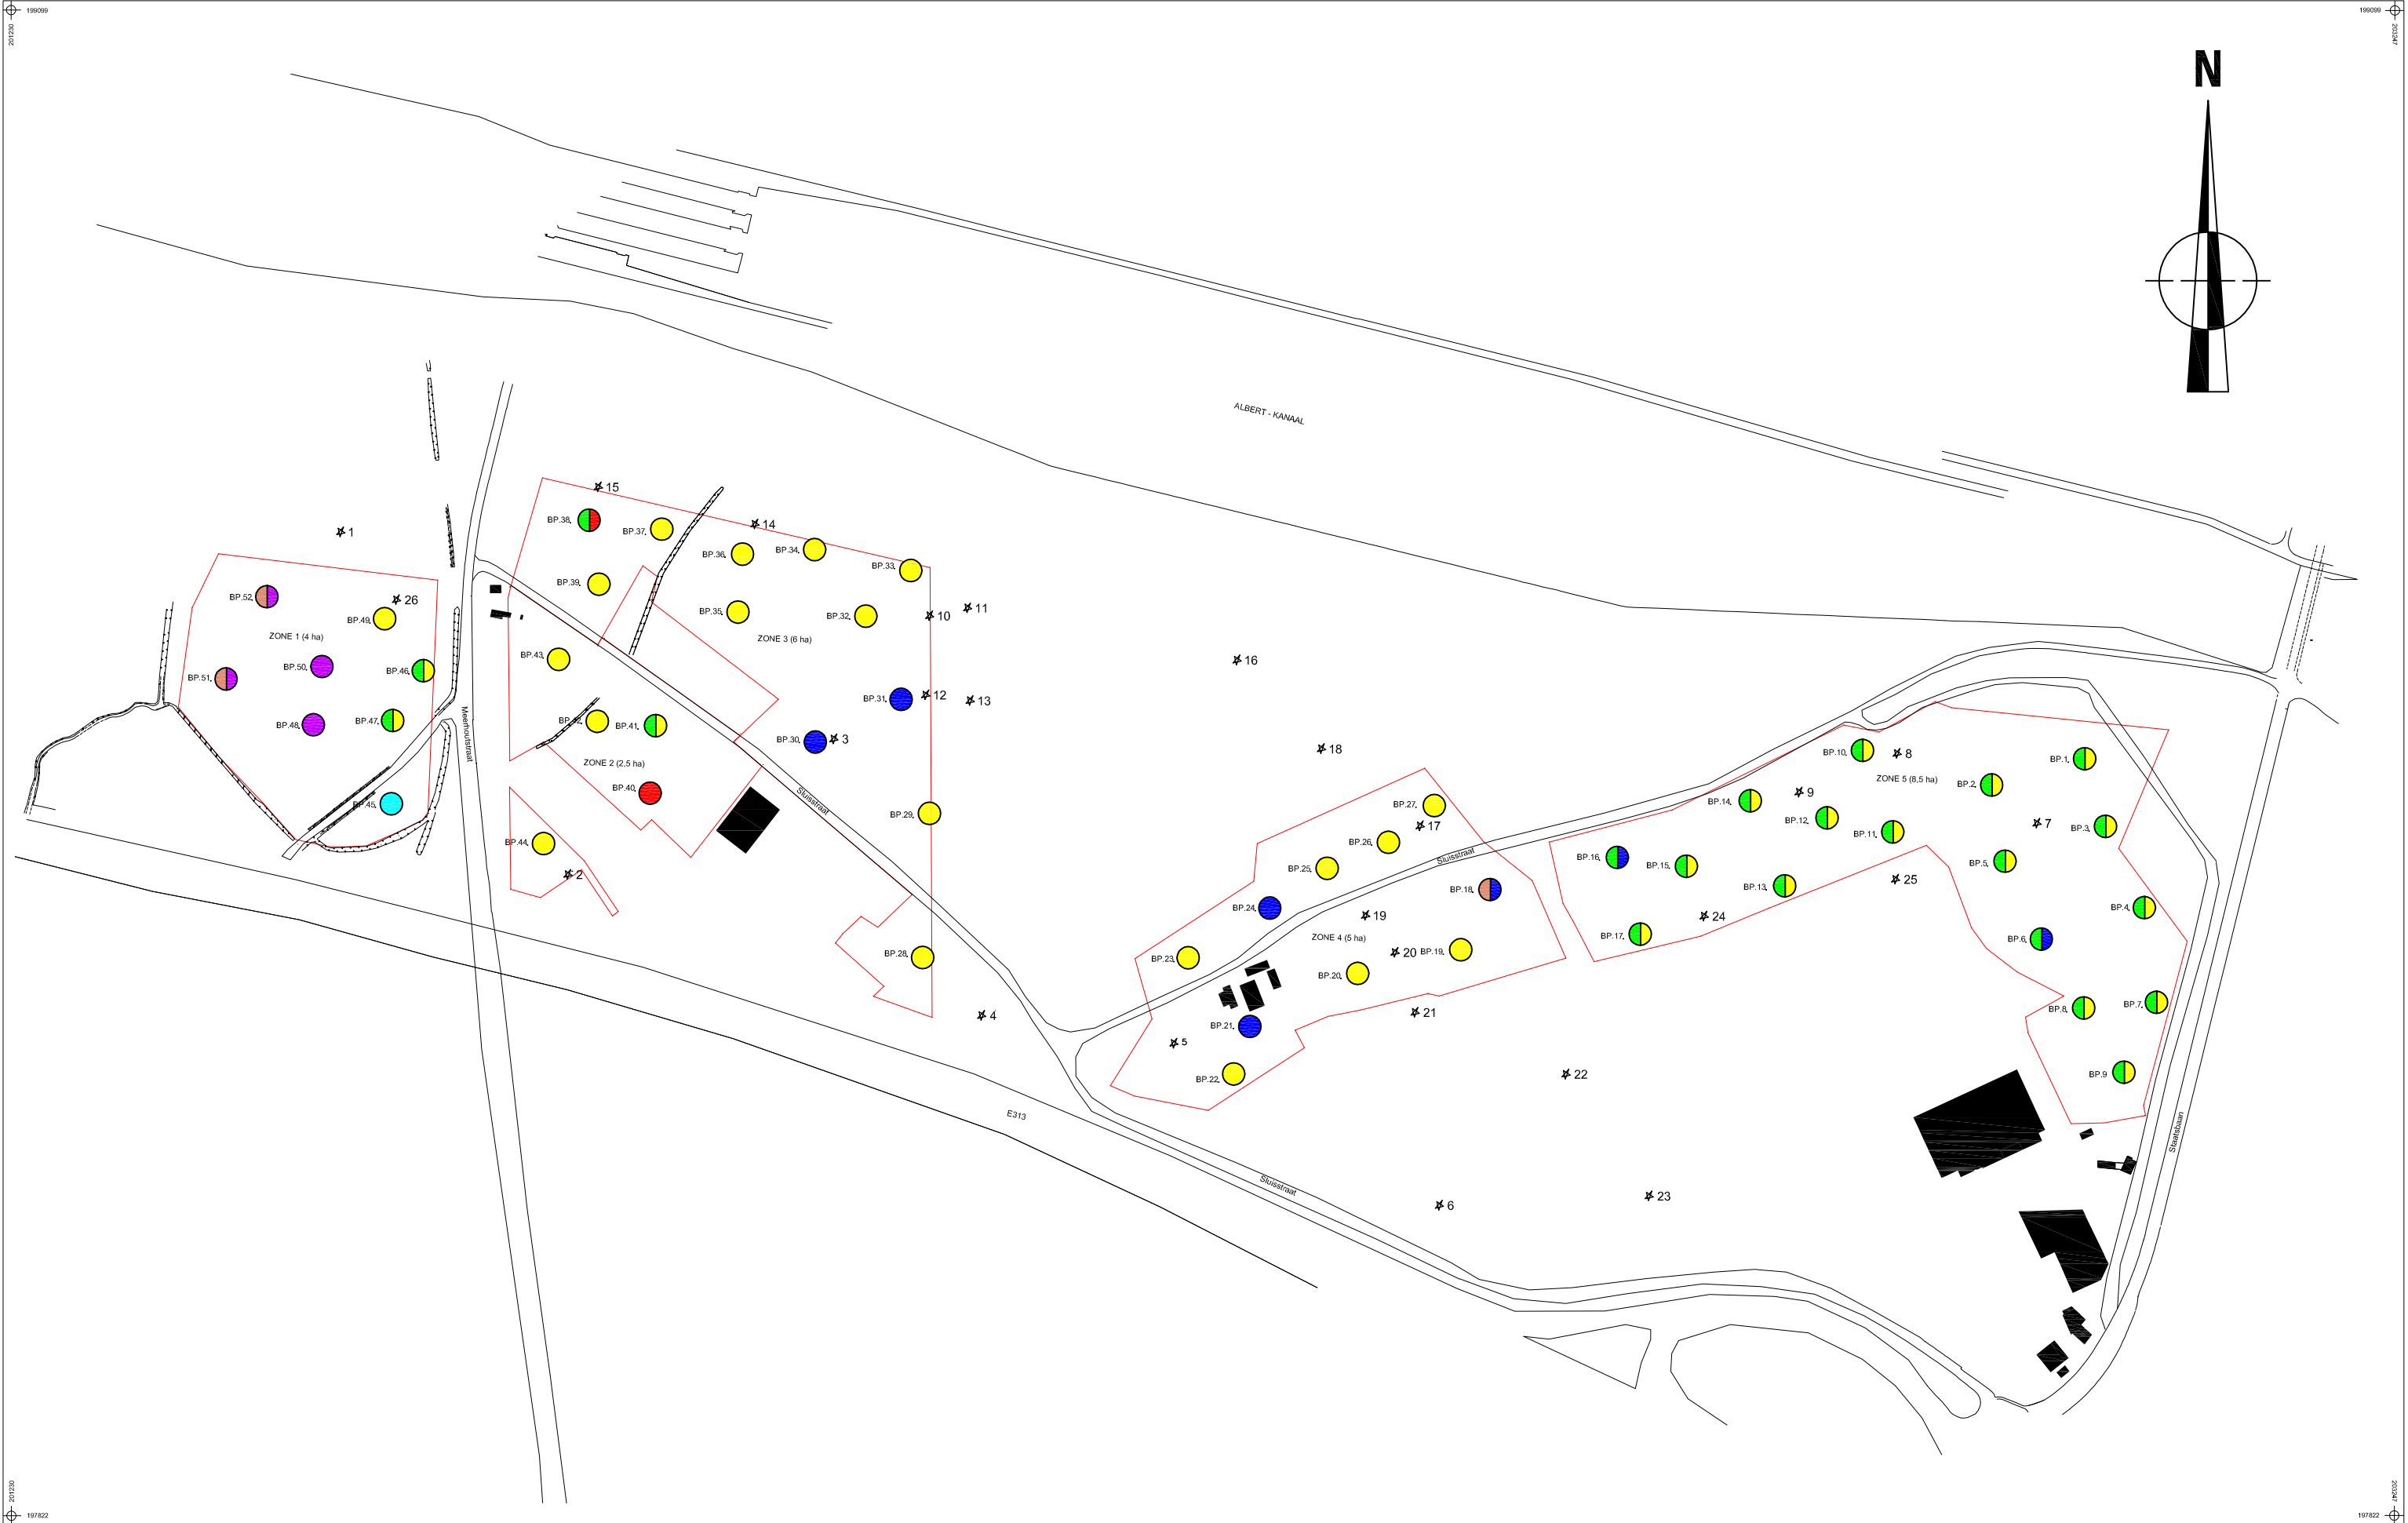 199099
199099
201230
203247
N
ALBERT - KANAAL
15
BP.38.
BP.37.
14
1
BP.36.
BP.34.
BP.33.
BP.39.
BP.52.
26
BP.49.
BP.35.
BP.32.
10
11
ZONE 1 (4 ha)
ZONE 3 (6 ha)
BP.43.
16
BP.50.
BP.46.
BP.51.
BP.31.
12
13
BP.48.
BP.47.
BP.41.
Meerhoutstraat
BP.30.
3
18
BP.10.
8
BP.1.
ZONE 2 (2,5 ha)
ZONE 5 (8,5 ha)
BP.2.
BP.40.
BP.45.
Sluisstraat
BP.27.
BP.14.
9
BP.29.
17
BP.12.
BP.11.
7
BP.3.
BP.44.
BP.26.
Sluisstraat
BP.16.
BP.15.
BP.5.
2
BP.25.
BP.18.
BP.13.
25
BP.24.
19
24
BP.4.
ZONE 4 (5 ha)
BP.17.
BP.6.
BP.28.
BP.23.
20
BP.19.
BP.20.
4
21
BP.8.
BP.7.
BP.21.
5
BP.22.
22
BP.9
E313
Staatsbaan
Sluisstraat
6
23
201230
203247
197822
197822